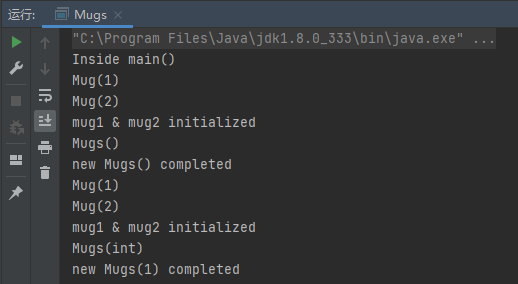 运行: Mugs
"C:\Program Files\Java\jdk1.8.0_333\bin\java.exe" ...
Inside main()
Mug(1)
Mug(2)
mug1 & mug2 initialized
Mugs()
new Mugs() completed
Mug(1)
Mug(2)
mug1 & mug2 initialized
Mugs(int)
new Mugs(1) completed